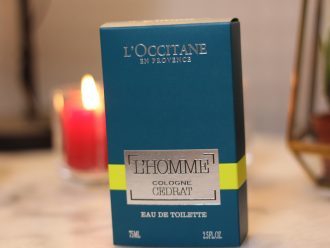 L'OCCITANE
EN PROVENCE
L'HOMME
COLOGNE
CEDRAT
EAU DE TOILETTE
75ML 2.5FL.OZ